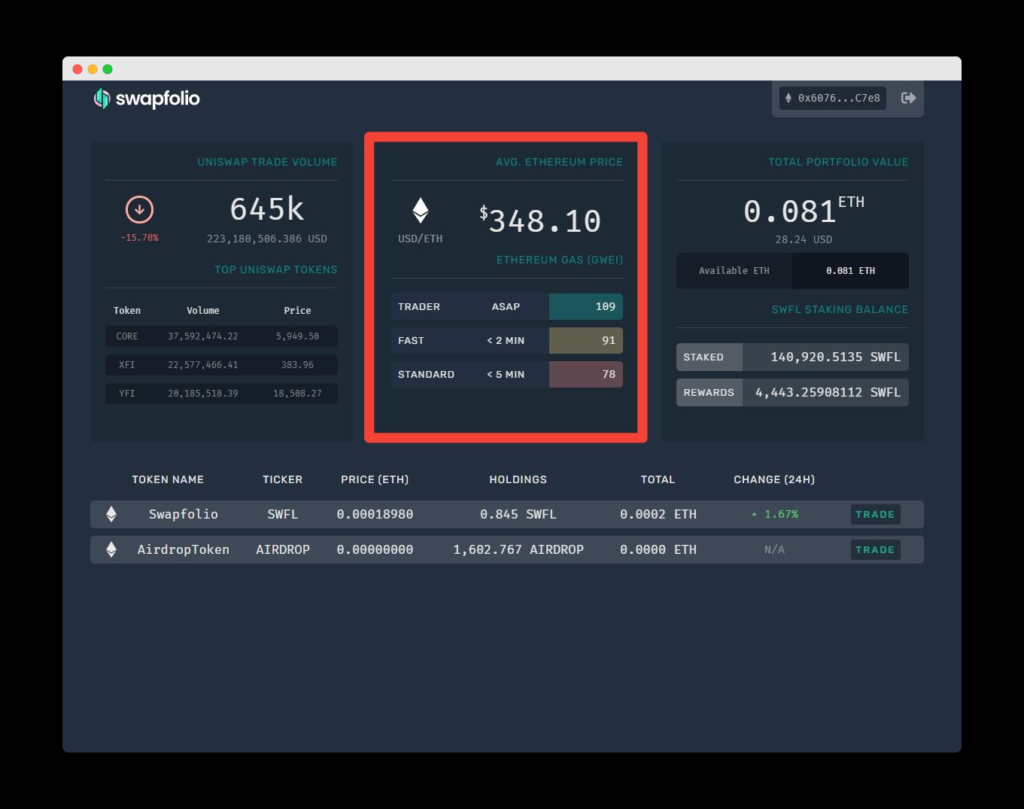 swapfolio
0x6076...C7e8
UNISWAP TRADE VOLUME
645k
-15.70%
223,180,506.386 USD
TOP UNISWAP TOKENS
Token Volume Price
CORE 37,592,474.22 5,949.50
XFI 22,577,466.41 383.96
YFI 20,185,518.39 18,508.27
AVG. ETHEREUM PRICE
$348.10
USD/ETH
ETHEREUM GAS (GWEI)
TRADER ASAP 109
FAST < 2 MIN 91
STANDARD < 5 MIN 78
TOTAL PORTFOLIO VALUE
0.081 ETH
28.24 USD
Available ETH 0.081 ETH
SWFL STAKING BALANCE
STAKED 140,920.5135 SWFL
REWARDS 4,443.25908112 SWFL
TOKEN NAME TICKER PRICE (ETH) HOLDINGS TOTAL CHANGE (24H)
Swapfolio SWFL 0.00018980 0.845 SWFL 0.0002 ETH + 1.67% TRADE
AirdropToken AIRDROP 0.00000000 1,602.767 AIRDROP 0.0000 ETH N/A TRADE